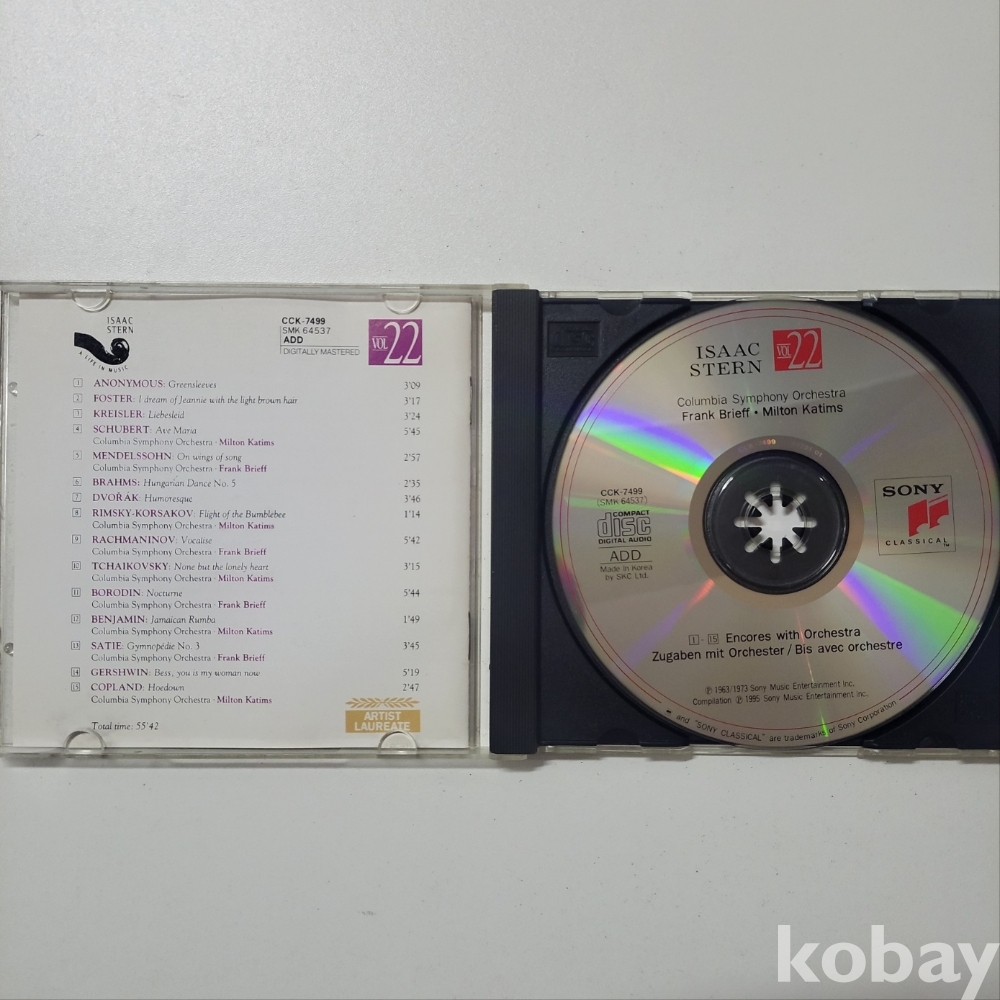 ISAAC
STERN
A LIFE IN MUSIC
CCK-7499
SMK 64537
ADD
DIGITALLY MASTERED
VOL 22
1 ANONYMOUS: Greensleeves 3'09
2 FOSTER: I dream of Jeannie with the light brown hair 3'17
3 KREISLER: Liebesleid 3'24
4 SCHUBERT: Ave Maria 5'45
Columbia Symphony Orchestra · Milton Katims
5 MENDELSSOHN: On wings of song 2'57
Columbia Symphony Orchestra · Frank Brieff
6 BRAHMS: Hungarian Dance No. 5 2'35
7 DVOŘÁK: Humoresque 3'46
8 RIMSKY-KORSAKOV: Flight of the Bumblebee 1'14
Columbia Symphony Orchestra · Milton Katims
9 RACHMANINOV: Vocalise 5'42
Columbia Symphony Orchestra · Frank Brieff
10 TCHAIKOVSKY: None but the lonely heart 3'15
Columbia Symphony Orchestra · Milton Katims
11 BORODIN: Nocturne 5'44
Columbia Symphony Orchestra · Frank Brieff
12 BENJAMIN: Jamaican Rumba 1'49
Columbia Symphony Orchestra · Milton Katims
13 SATIE: Gymnopédie No. 3 3'45
Columbia Symphony Orchestra · Frank Brieff
14 GERSHWIN: Bess, you is my woman now 5'19
15 COPLAND: Hoedown 2'47
Columbia Symphony Orchestra · Milton Katims
Total time: 55'42
ARTIST
LAUREATE
ISAAC
STERN
VOL 22
Columbia Symphony Orchestra
Frank Brieff · Milton Katims
CCK-7499
(SMK 64537)
COMPACT
disc
DIGITAL AUDIO
ADD
Made in Korea
by SKC Ltd.
SONY
CLASSICAL™
1 - 15 Encores with Orchestra
Zugaben mit Orchester/Bis avec orchestre
℗ 1963/1973 Sony Music Entertainment Inc.
Compilation ℗ 1995 Sony Music Entertainment Inc.
and "SONY CLASSICAL" are trademarks of Sony Corporation
kobay